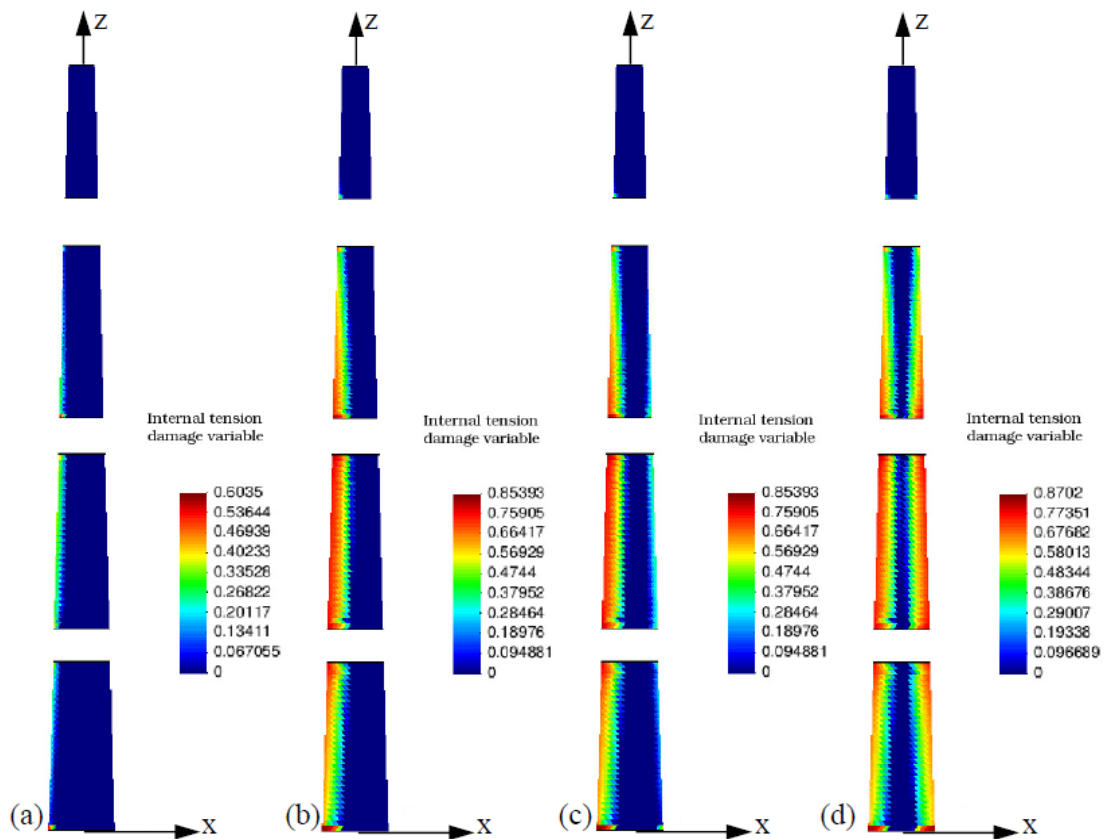 Z
Z
Z
Z
Internal tension
damage variable
0.6035
0.53644
0.46939
0.40233
0.33528
0.26822
0.20117
0.13411
0.067055
0
Internal tension
damage variable
0.85393
0.75905
0.66417
0.56929
0.4744
0.37952
0.28464
0.18976
0.094881
0
Internal tension
damage variable
0.85393
0.75905
0.66417
0.56929
0.4744
0.37952
0.28464
0.18976
0.094881
0
Internal tension
damage variable
0.8702
0.77351
0.67682
0.58013
0.48344
0.38676
0.29007
0.19338
0.096689
0
(a)
X
(b)
X
(c)
X
(d)
X